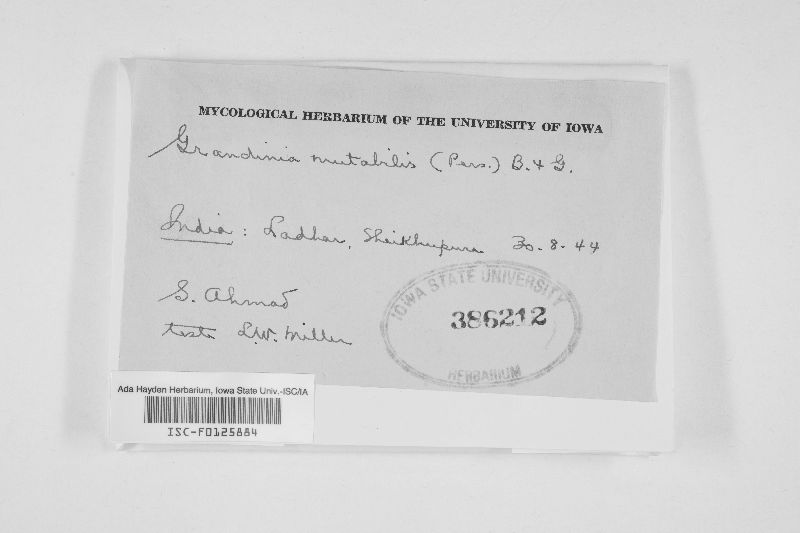 MYCOLOGICAL HERBARIUM OF THE UNIVERSITY OF IOWA
Grandinia mutabilis (Pers.) B. & G.
India : Ladhar, Sheikhupura 30. 8. 44
S. Ahmad
teste L.W. Miller
IOWA STATE UNIVERSITY
386212
HERBARIUM
Ada Hayden Herbarium, Iowa State Univ.-ISC/IA
ISC-F0125884